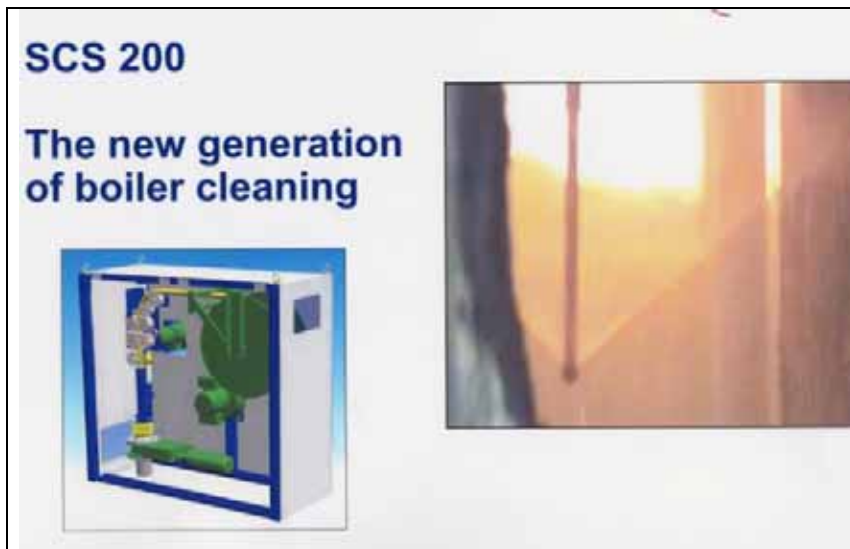 SCS 200
The new generation
of boiler cleaning